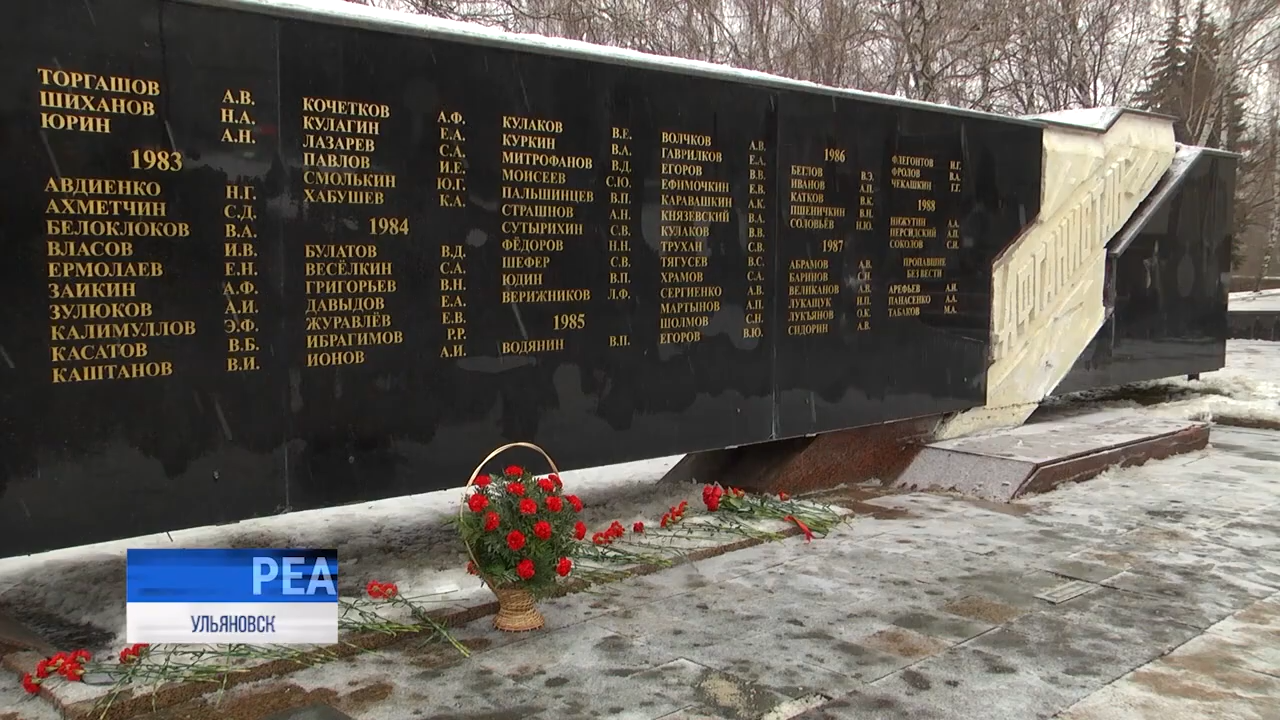 ТОРГАШОВ А.В.
ШИХАНОВ Н.А.
ЮРИН А.Н.
1983
АВДИЕНКО Н.Г.
АХМЕТЧИН С.Д.
БЕЛОКЛОКОВ В.А.
ВЛАСОВ И.В.
ЕРМОЛАЕВ Е.Н.
ЗАИКИН А.Ф.
ЗУЛЮКОВ А.И.
КАЛИМУЛЛОВ Э.Ф.
КАСАТОВ В.Б.
КАШТАНОВ В.И.
КОЧЕТКОВ А.Ф.
КУЛАГИН Е.А.
ЛАЗАРЕВ С.А.
ПАВЛОВ И.Е.
СМОЛЬКИН Ю.Г.
ХАБУШЕВ К.А.
1984
БУЛАТОВ В.Д.
ВЕСЁЛКИН С.А.
ГРИГОРЬЕВ В.Н.
ДАВЫДОВ Е.А.
ЖУРАВЛЁВ Е.В.
ИБРАГИМОВ Р.Р.
ИОНОВ А.И.
КУЛАКОВ В.Е.
КУРКИН В.А.
МИТРОФАНОВ В.Д.
МОИСЕЕВ С.Ю.
ПАЛЬШИНЦЕВ В.П.
СТРАШНОВ А.Н.
СУТЫРИХИН С.В.
ФЁДОРОВ Н.Н.
ШЕФЕР С.В.
ЮДИН В.П.
ВЕРИЖНИКОВ Л.Ф.
1985
ВОДЯНИН В.П.
ВОЛЧКОВ А.В.
ГАВРИЛКОВ Е.А.
ЕГОРОВ В.В.
ЕФИМОЧКИН Е.В.
КАРАВАШКИН А.К.
КНЯЗЕВСКИЙ В.А.
КУЛАКОВ В.В.
ТРУХАН С.В.
ТЯГУСЕВ В.С.
ХРАМОВ С.В.
СЕРГИЕНКО А.В.
МАРТЫНОВ А.П.
ШОЛМОВ С.Н.
ЕГОРОВ В.Ю.
1986
БЕГЛОВ В.Э.
ИВАНОВ А.П.
КАТКОВ В.К.
ПШЕНИЧКИН В.Н.
СОЛОВЬЁВ Н.Ю.
1987
АБРАМОВ А.В.
БАРИНОВ С.Н.
ВЕЛИКАНОВ А.В.
ЛУКАЩУК И.П.
ЛУКЬЯНОВ О.К.
СИДОРИН А.В.
ФЛЕГОНТОВ Н.Г.
ФРОЛОВ В.А.
ЧЕКАШКИН Г.Г.
1988
НИЖУТИН А.А.
ПЕРСИДСКИЙ А.П.
СОКОЛОВ С.Н.
ПРОПАВШИЕ
БЕЗ ВЕСТИ
АРЕФЬЕВ А.И.
ПАНАСЕНКО А.Н.
ТАБАКОВ М.А.
АФГАНИСТАН
РЕА
УЛЬЯНОВСК